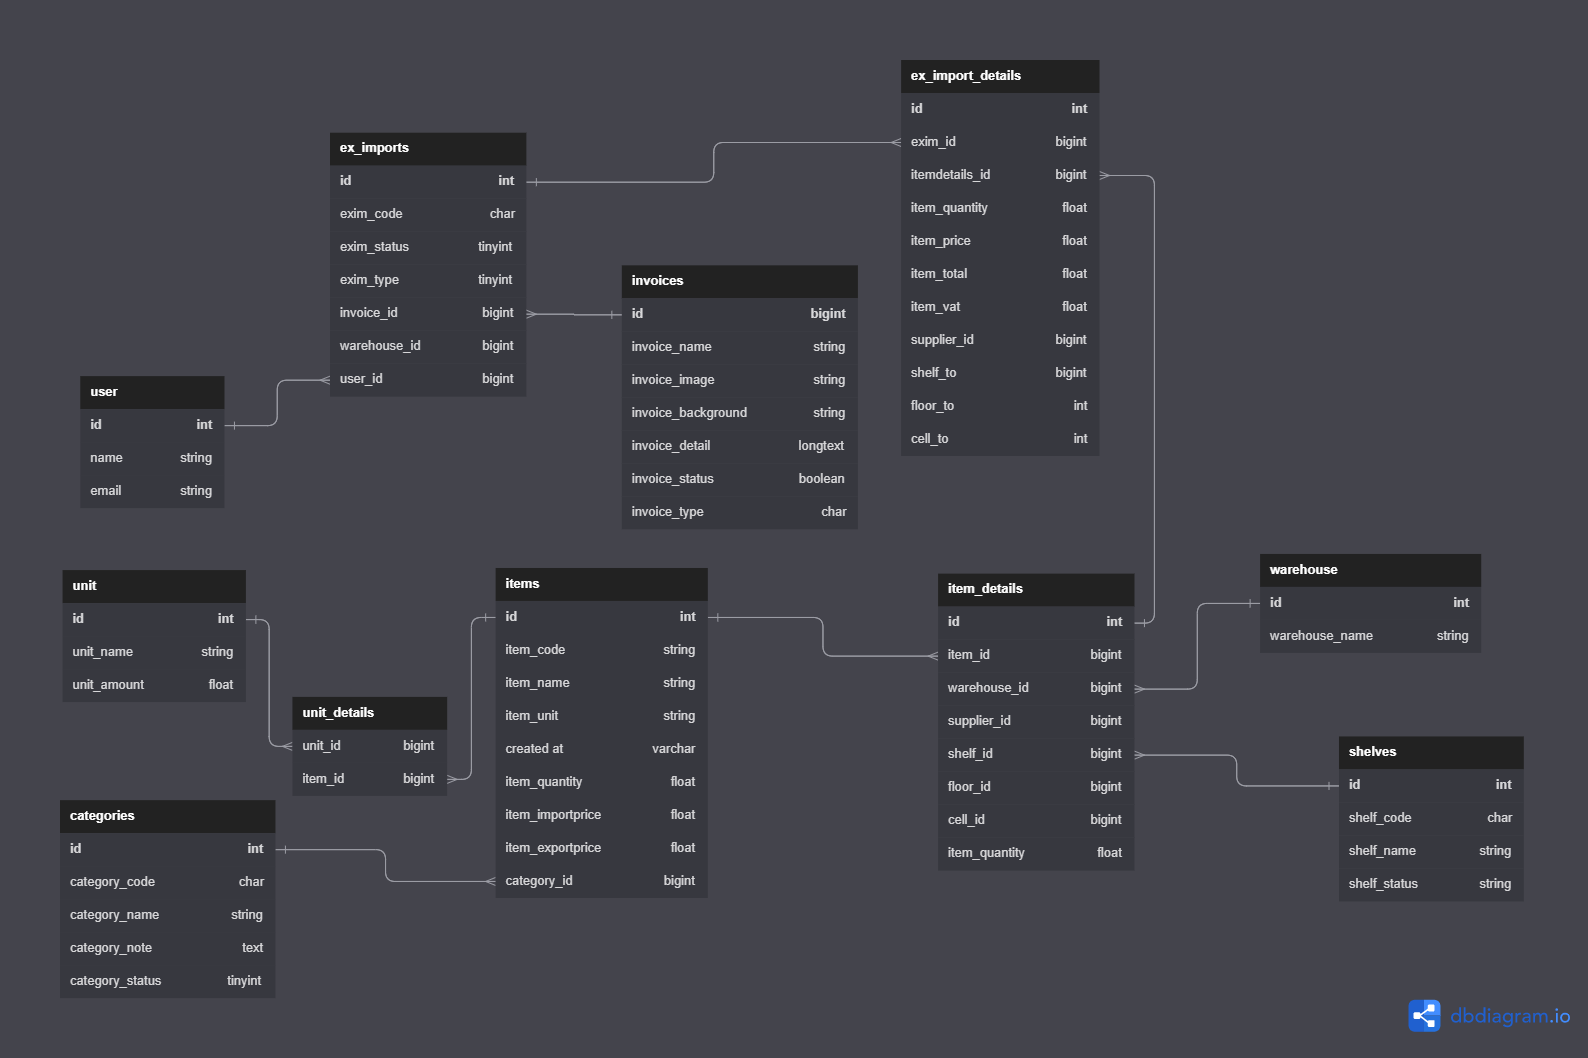 ex_import_details
id int
exim_id bigint
itemdetails_id bigint
item_quantity float
item_price float
item_total float
item_vat float
supplier_id bigint
shelf_to bigint
floor_to int
cell_to int
ex_imports
id int
exim_code char
exim_status tinyint
exim_type tinyint
invoice_id bigint
warehouse_id bigint
user_id bigint
invoices
id bigint
invoice_name string
invoice_image string
invoice_background string
invoice_detail longtext
invoice_status boolean
invoice_type char
user
id int
name string
email string
unit
id int
unit_name string
unit_amount float
unit_details
unit_id bigint
item_id bigint
items
id int
item_code string
item_name string
item_unit string
created at varchar
item_quantity float
item_importprice float
item_exportprice float
category_id bigint
item_details
id int
item_id bigint
warehouse_id bigint
supplier_id bigint
shelf_id bigint
floor_id bigint
cell_id bigint
item_quantity float
warehouse
id int
warehouse_name string
shelves
id int
shelf_code char
shelf_name string
shelf_status string
categories
id int
category_code char
category_name string
category_note text
category_status tinyint
dbdiagram.io